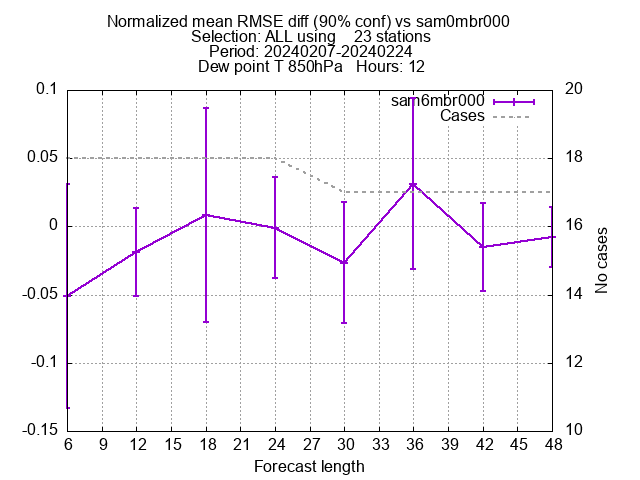 Normalized mean RMSE diff (90% conf) vs sam0mbr000
Selection: ALL using    23 stations
Period: 20240207-20240224
Dew point T 850hPa   Hours: 12
sam6mbr000
Cases
0.1
0.05
0
-0.05
-0.1
-0.15
20
18
16
14
12
10
No cases
6 9 12 15 18 21 24 27 30 33 36 39 42 45 48
Forecast length